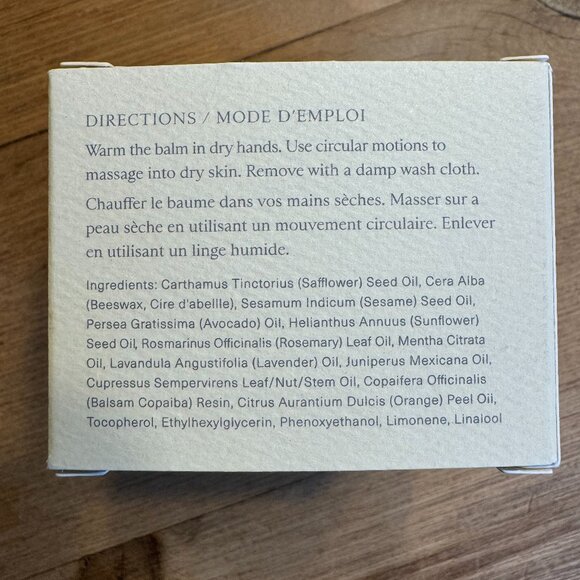 DIRECTIONS / MODE D'EMPLOI
Warm the balm in dry hands. Use circular motions to
massage into dry skin. Remove with a damp wash cloth.
Chauffer le baume dans vos mains sèches. Masser sur a
peau sèche en utilisant un mouvement circulaire. Enlever
en utilisant un linge humide.
Ingredients: Carthamus Tinctorius (Safflower) Seed Oil, Cera Alba
(Beeswax, Cire d'abellle), Sesamum Indicum (Sesame) Seed Oil,
Persea Gratissima (Avocado) Oil, Helianthus Annuus (Sunflower)
Seed Oil, Rosmarinus Officinalis (Rosemary) Leaf Oil, Mentha Citrata
Oil, Lavandula Angustifolia (Lavender) Oil, Juniperus Mexicana Oil,
Cupressus Sempervirens Leaf/Nut/Stem Oil, Copaifera Officinalis
(Balsam Copaiba) Resin, Citrus Aurantium Dulcis (Orange) Peel Oil,
Tocopherol, Ethylhexylglycerin, Phenoxyethanol, Limonene, Linalool